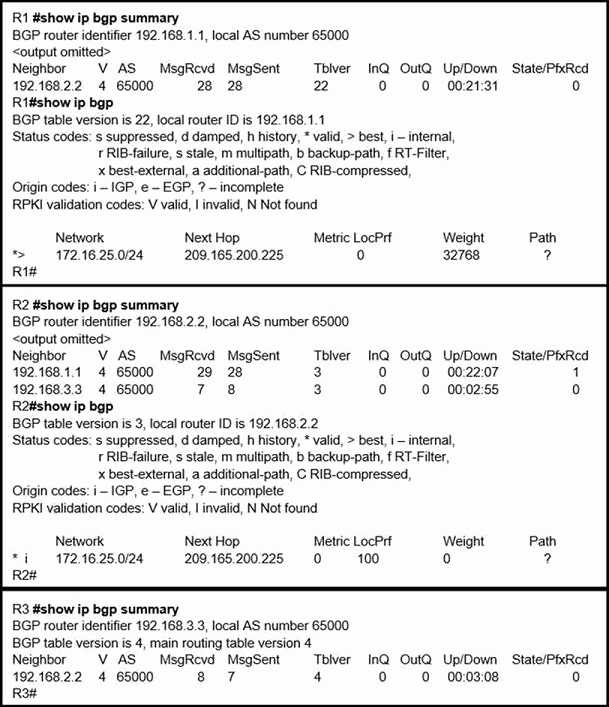 R1 #show ip bgp summary
BGP router identifier 192.168.1.1, local AS number 65000
<output omitted>
Neighbor V AS MsgRcvd MsgSent Tblver InQ OutQ Up/Down State/PfxRcd
192.168.2.2 4 65000 28 28 22 0 0 00:21:31 0
R1#show ip bgp
BGP table version is 22, local router ID is 192.168.1.1
Status codes: s suppressed, d damped, h history, * valid, > best, i – internal,
r RIB-failure, s stale, m multipath, b backup-path, f RT-Filter,
x best-external, a additional-path, C RIB-compressed,
Origin codes: i – IGP, e – EGP, ? – incomplete
RPKI validation codes: V valid, I invalid, N Not found
Network Next Hop Metric LocPrf Weight Path
*> 172.16.25.0/24 209.165.200.225 0 32768 ?
R1#
R2 #show ip bgp summary
BGP router identifier 192.168.2.2, local AS number 65000
<output omitted>
Neighbor V AS MsgRcvd MsgSent Tblver InQ OutQ Up/Down State/PfxRcd
192.168.1.1 4 65000 29 28 3 0 0 00:22:07 1
192.168.3.3 4 65000 7 8 3 0 0 00:02:55 0
R2#show ip bgp
BGP table version is 3, local router ID is 192.168.2.2
Status codes: s suppressed, d damped, h history, * valid, > best, i – internal,
r RIB-failure, s stale, m multipath, b backup-path, f RT-Filter,
x best-external, a additional-path, C RIB-compressed,
Origin codes: i – IGP, e – EGP, ? – incomplete
RPKI validation codes: V valid, I invalid, N Not found
Network Next Hop Metric LocPrf Weight Path
* i 172.16.25.0/24 209.165.200.225 0 100 0 ?
R2#
R3 #show ip bgp summary
BGP router identifier 192.168.3.3, local AS number 65000
BGP table version is 4, main routing table version 4
Neighbor V AS MsgRcvd MsgSent Tblver InQ OutQ Up/Down State/PfxRcd
192.168.2.2 4 65000 8 7 4 0 0 00:03:08 0
R3#